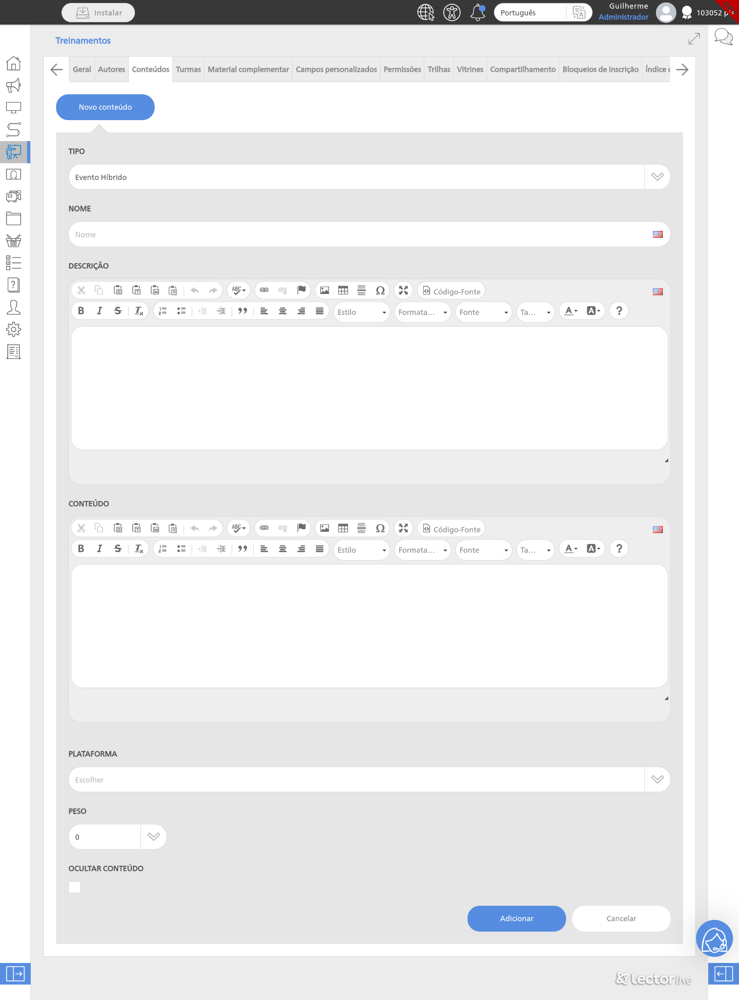 Instalar
Português
Guilherme
Administrador
103052
Treinamentos
Geral
Autores
Conteúdos
Turmas
Material complementar
Campos personalizados
Permissões
Trilhas
Vitrines
Compartilhamento
Bloqueios de inscrição
Índice
Novo conteúdo
TIPO
Evento Híbrido
NOME
Nome
DESCRIÇÃO
ABC
Código-Fonte
Estilo
Formata...
Fonte
Ta...
CONTEÚDO
ABC
Código-Fonte
Estilo
Formata...
Fonte
Ta...
PLATAFORMA
Escolher
PESO
0
OCULTAR CONTEÚDO
Adicionar
Cancelar
lector live